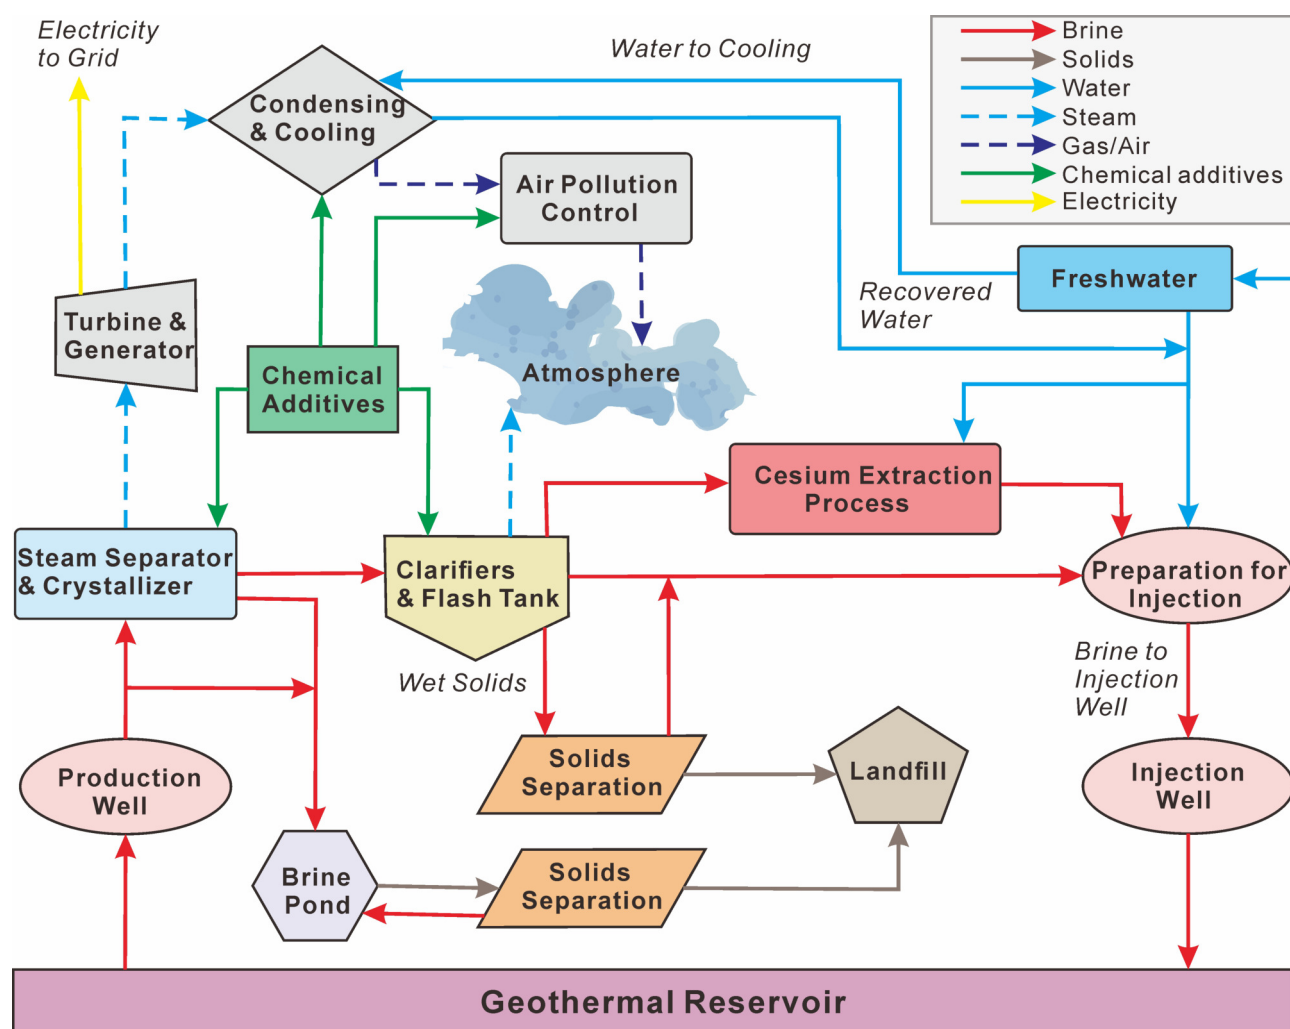 Electricity
to Grid
Water to Cooling
Brine
Solids
Water
Steam
Gas/Air
Chemical additives
Electricity
Condensing
& Cooling
Air Pollution
Control
Freshwater
Recovered
Water
Turbine &
Generator
Chemical
Additives
Atmosphere
Cesium Extraction
Process
Steam Separator
& Crystallizer
Clarifiers
& Flash Tank
Preparation for
Injection
Wet Solids
Brine to
Injection
Well
Production
Well
Solids
Separation
Landfill
Injection
Well
Brine
Pond
Solids
Separation
Geothermal Reservoir